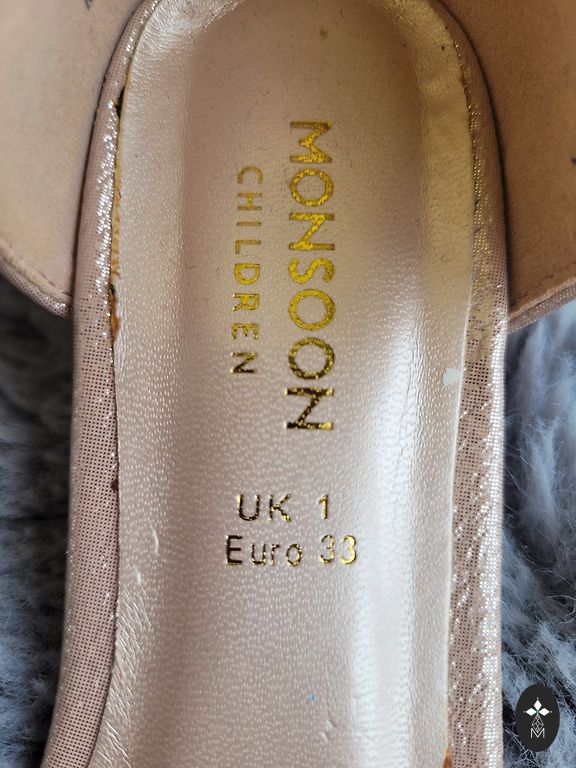 MONSOON
CHILDREN
UK 1
Euro 33